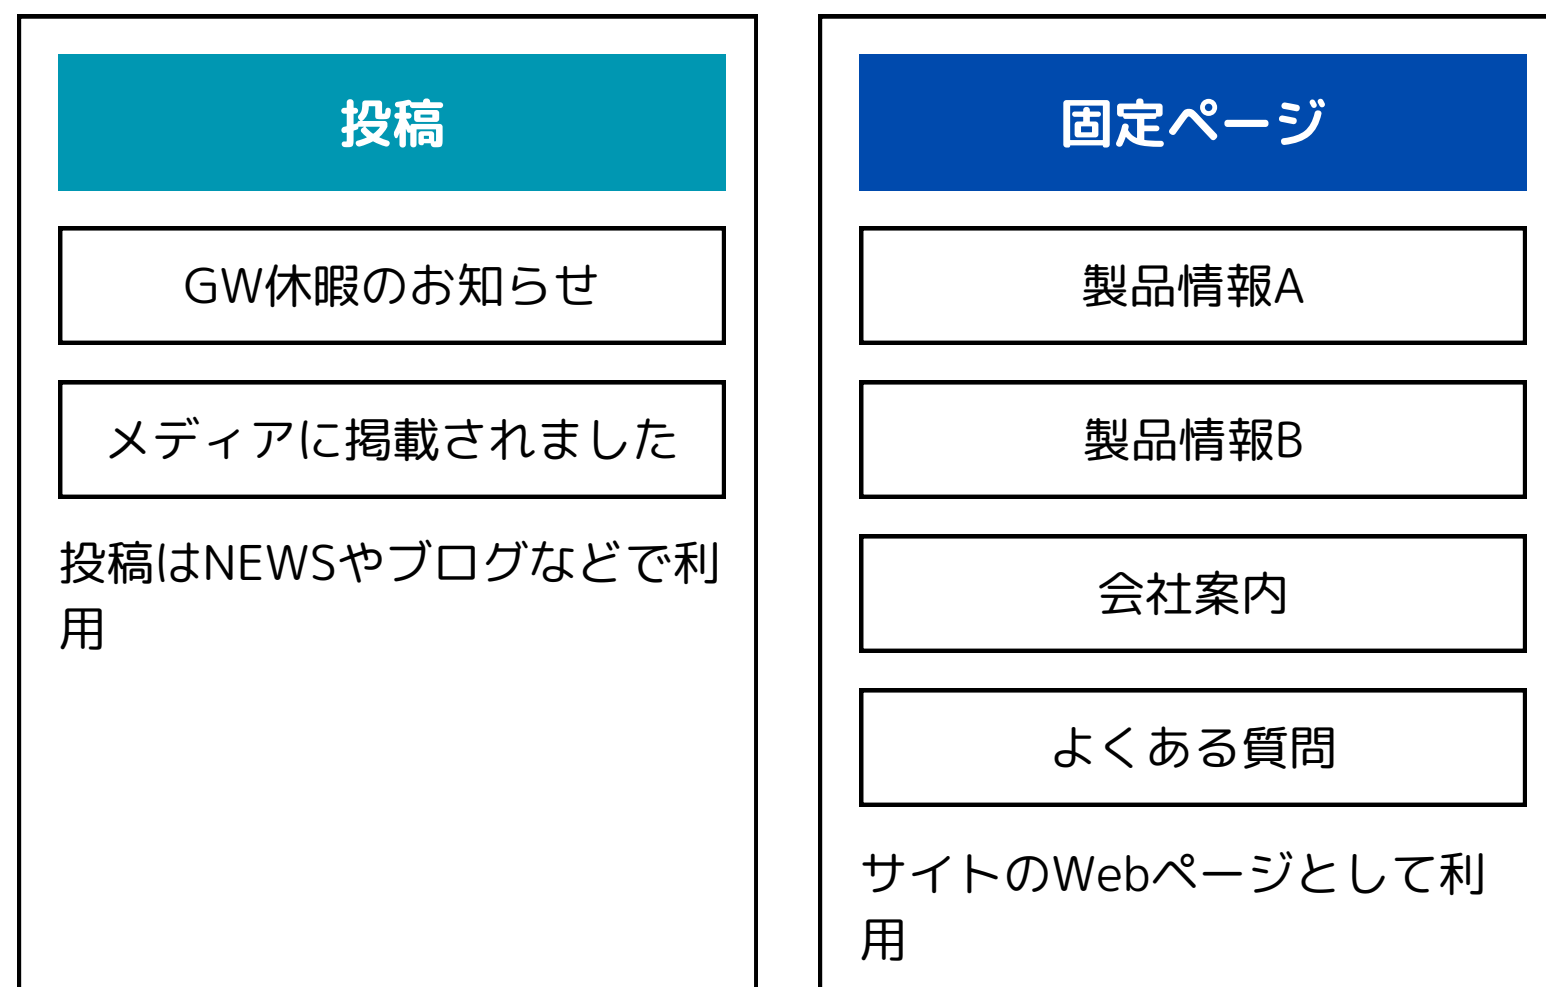 投稿
GW休暇のお知らせ
メディアに掲載されました
投稿はNEWSやブログなどで利
用
固定ページ
製品情報A
製品情報B
会社案内
よくある質問
サイトのWebページとして利
用